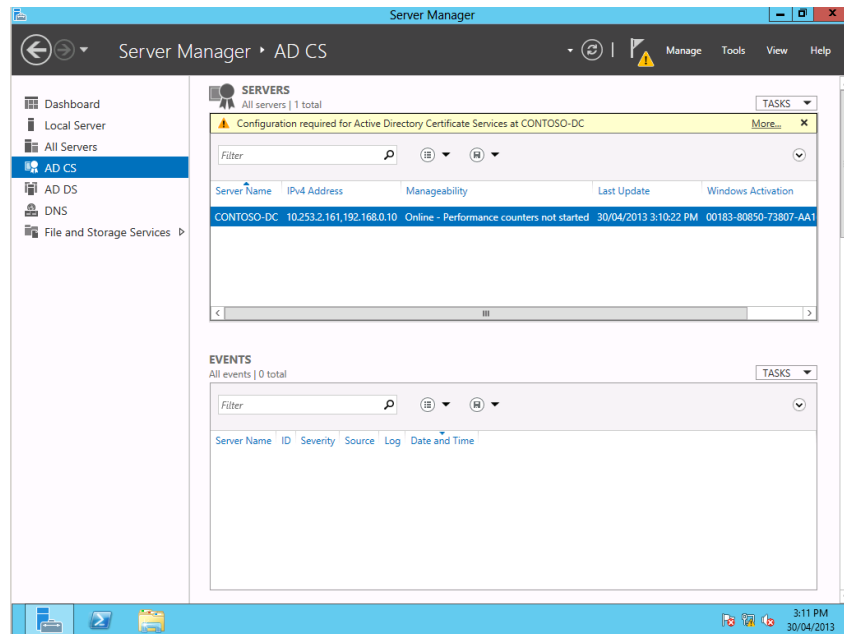 Server Manager
Server Manager ‣ AD CS
Manage Tools View Help
Dashboard
Local Server
All Servers
AD CS
AD DS
DNS
File and Storage Services
SERVERS
All servers | 1 total
TASKS
Configuration required for Active Directory Certificate Services at CONTOSO-DC More... x
Filter
Server Name IPv4 Address Manageability Last Update Windows Activation
CONTOSO-DC 10.253.2.161,192.168.0.10 Online - Performance counters not started 30/04/2013 3:10:22 PM 00183-80850-73807-AA1
EVENTS
All events | 0 total
TASKS
Filter
Server Name ID Severity Source Log Date and Time
3:11 PM
30/04/2013